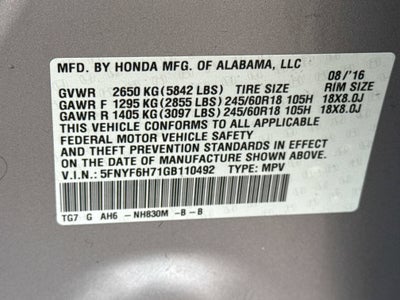 MFD. BY HONDA MFG. OF ALABAMA, LLC
08/'16
GVWR 2650 KG(5842 LBS) TIRE SIZE RIM SIZE
GAWR F 1295 KG(2855 LBS) 245/60R18 105H 18X8.0J
GAWR R 1405 KG(3097 LBS) 245/60R18 105H 18X8.0J
THIS VEHICLE CONFORMS TO ALL APPLICABLE
FEDERAL MOTOR VEHICLE SAFETY AND
THEFT PREVENTION STANDARDS IN EFFECT
ON THE DATE OF MANUFACTURE SHOWN ABOVE.
V.I.N.: 5FNYF6H71GB110492 TYPE: MPV
TG7 G AH6 -NH830M -B-B